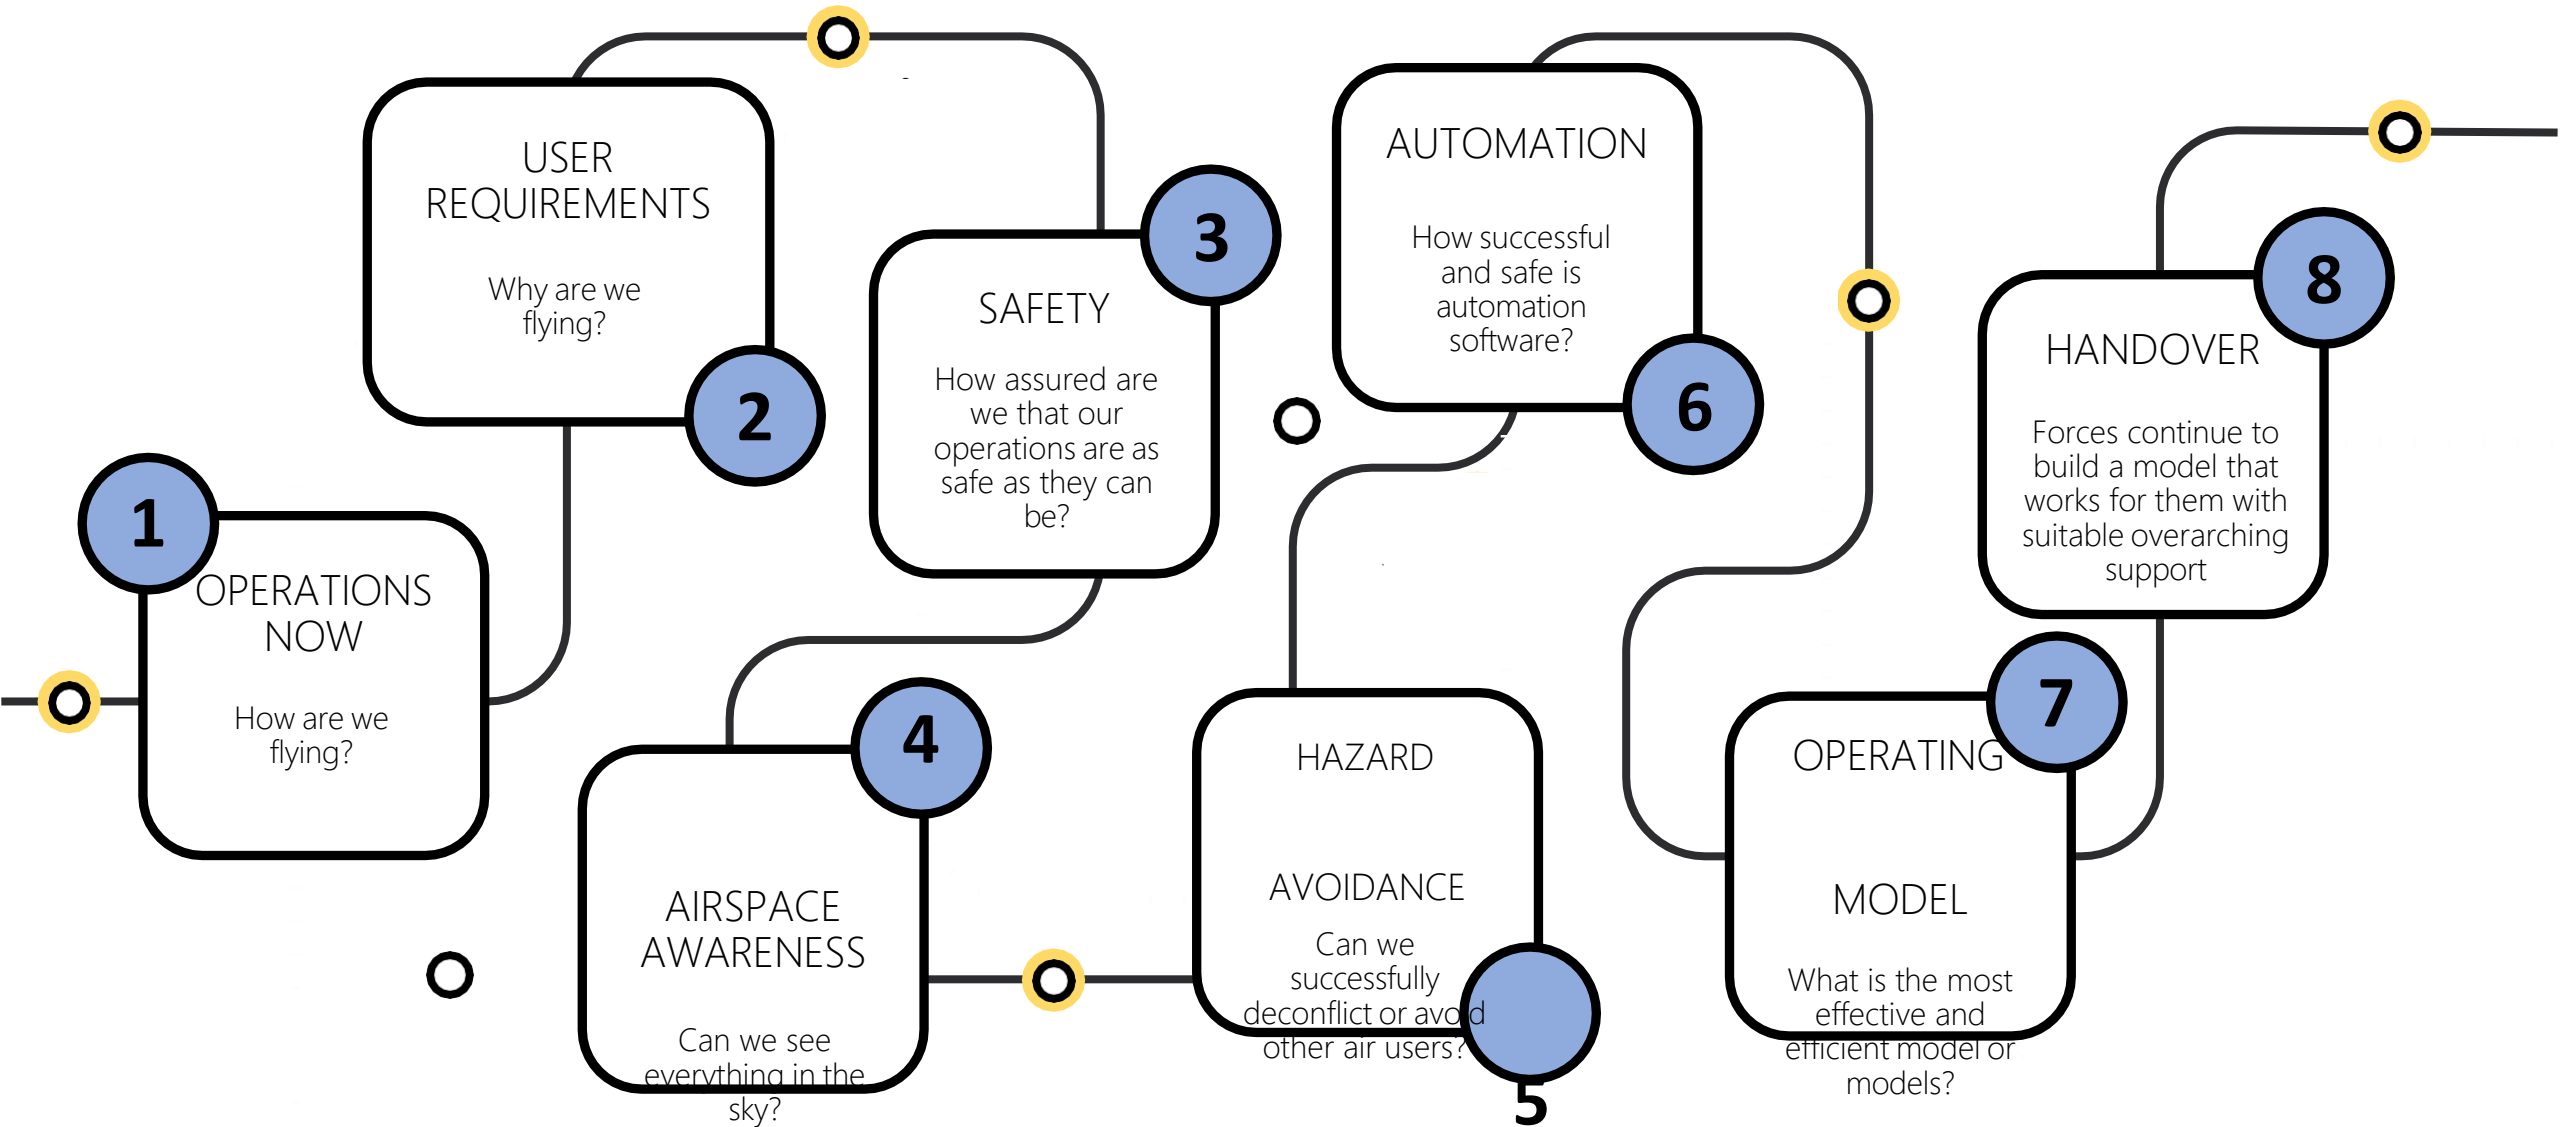 1
OPERATIONS
NOW
How are we
flying?
USER
REQUIREMENTS
Why are we
flying?
2
3
SAFETY
How assured are
we that our
operations are as
safe as they can
be?
4
AIRSPACE
AWARENESS
Can we see
everything in the
sky?
HAZARD
AVOIDANCE
Can we
successfully
deconflict or avoid
other air users?
5
AUTOMATION
How successful
and safe is
automation
software?
6
7
OPERATING
MODEL
What is the most
effective and
efficient model or
models?
8
HANDOVER
Forces continue to
build a model that
works for them with
suitable overarching
support